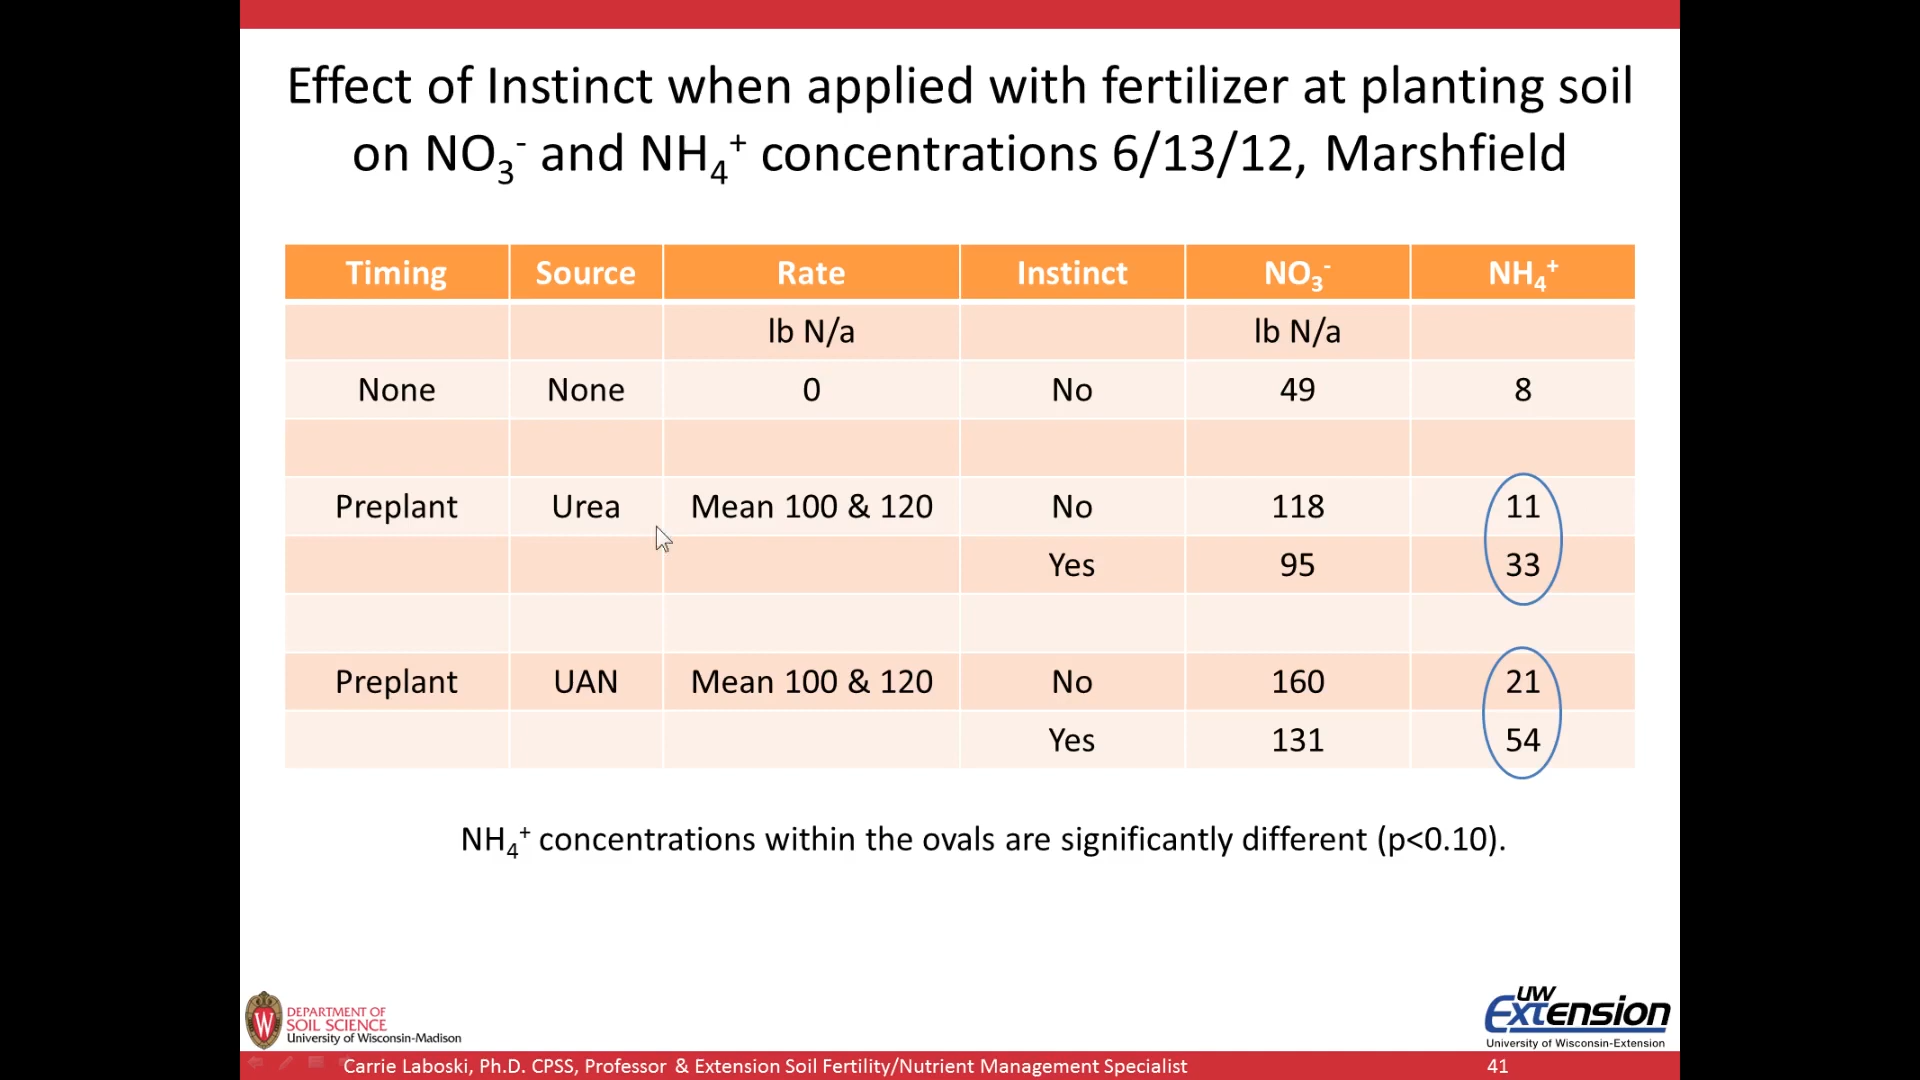 Effect of Instinct when applied with fertilizer at planting soil
on NO₃⁻ and NH₄⁺ concentrations 6/13/12, Marshfield
Timing Source Rate Instinct NO₃⁻ NH₄⁺
lb N/a lb N/a
None None 0 No 49 8
Preplant Urea Mean 100 & 120 No 118 11
Yes 95 33
Preplant UAN Mean 100 & 120 No 160 21
Yes 131 54
NH₄⁺ concentrations within the ovals are significantly different (p<0.10).
W
DEPARTMENT OF
SOIL SCIENCE
University of Wisconsin-Madison
UW
Extension
University of Wisconsin-Extension
Carrie Laboski, Ph.D. CPSS, Professor & Extension Soil Fertility/Nutrient Management Specialist 41